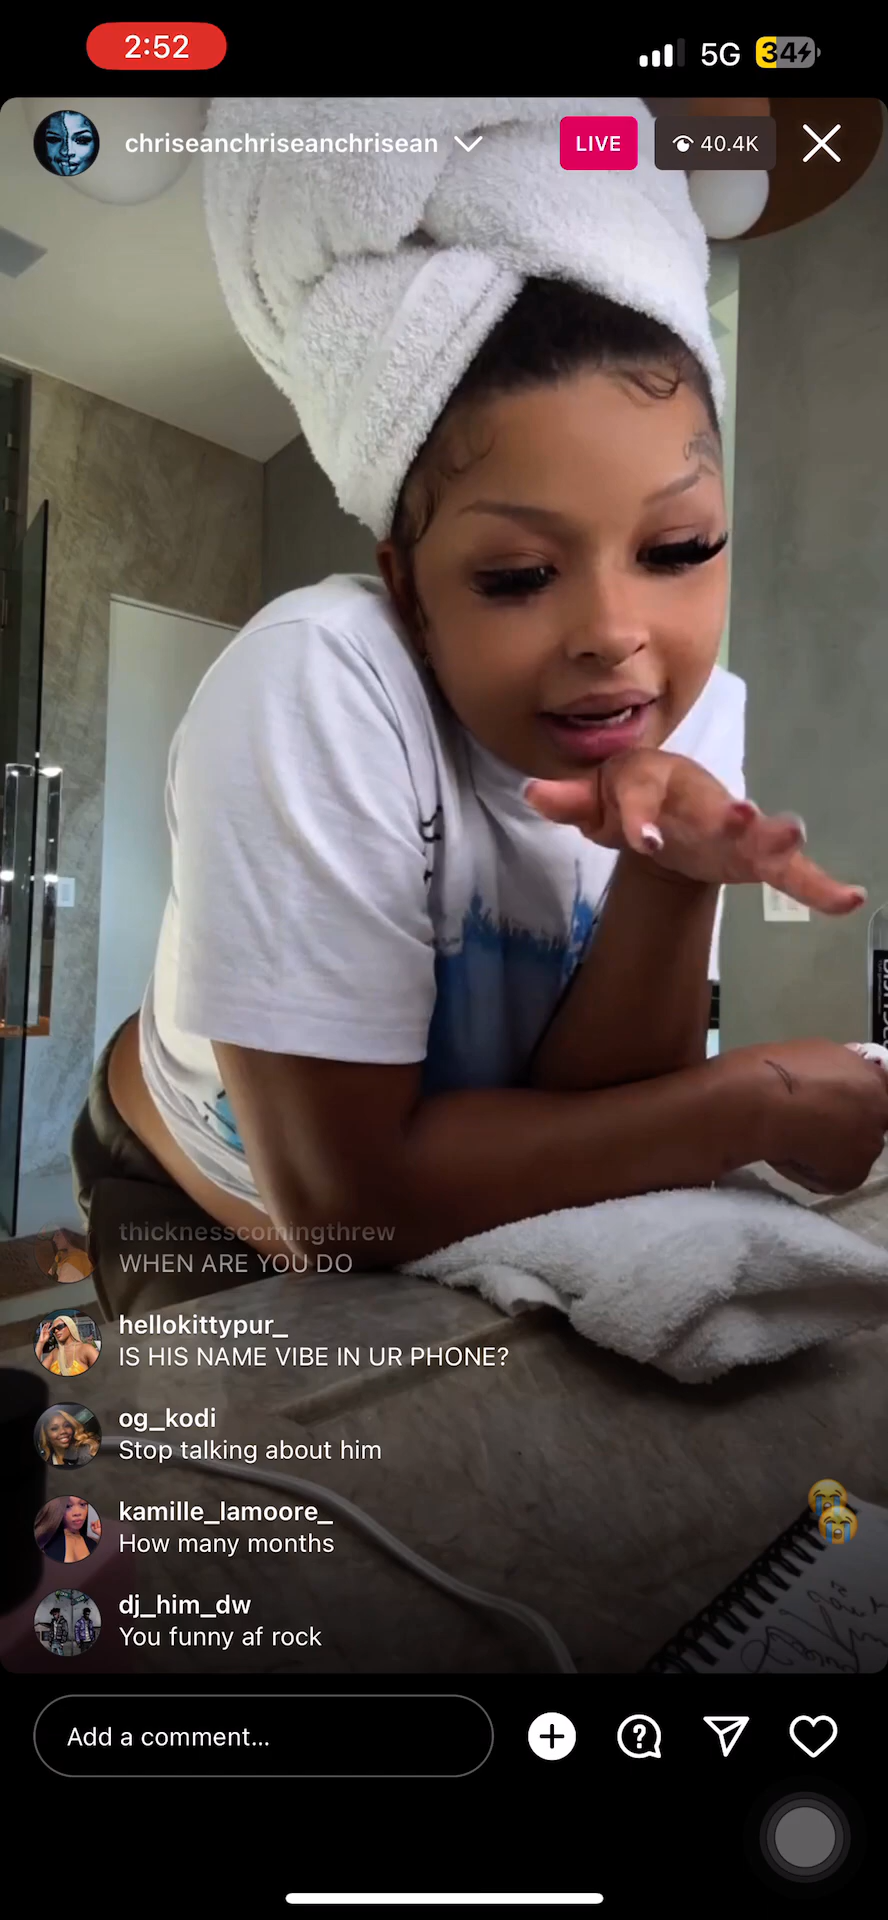 2:52
5G
34
chriseanchriseanchrisean
LIVE
40.4K
thicknesscomingthrew
WHEN ARE YOU DO
hellokittypur_
IS HIS NAME VIBE IN UR PHONE?
og_kodi
Stop talking about him
kamille_lamoore_
How many months
dj_him_dw
You funny af rock
Add a comment...